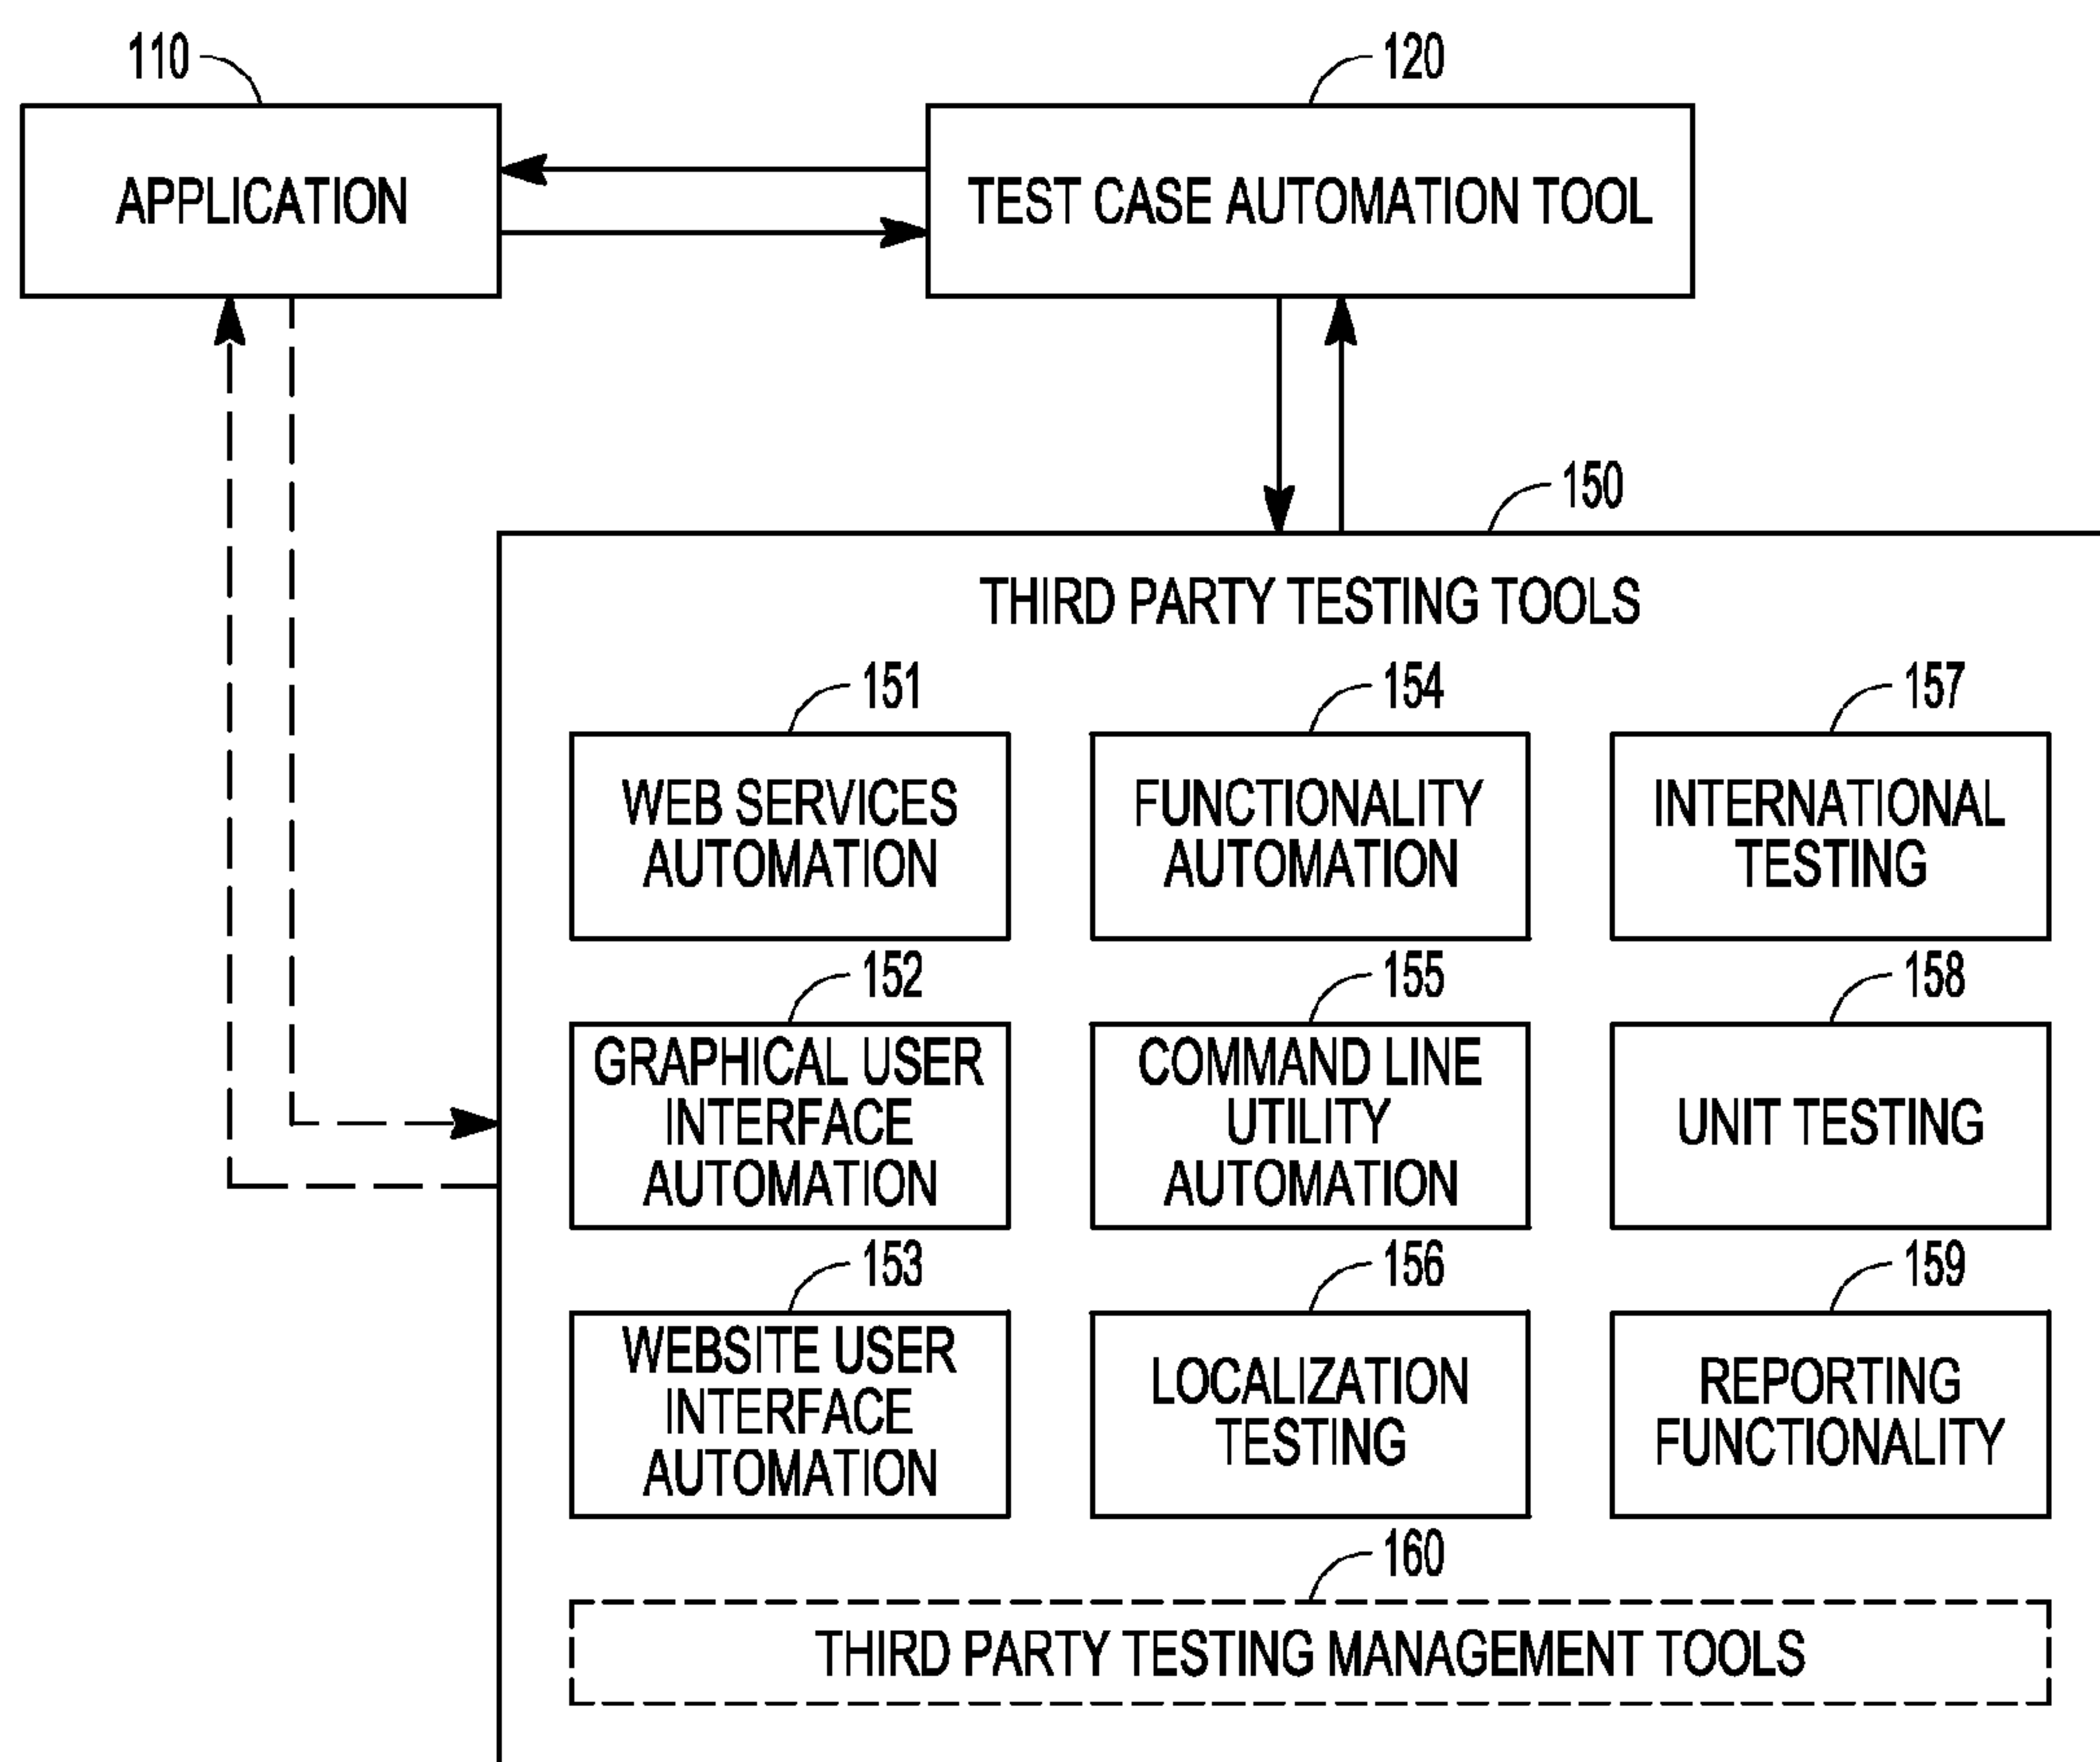 110
120
APPLICATION
TEST CASE AUTOMATION TOOL
150
THIRD PARTY TESTING TOOLS
151
154
157
WEB SERVICES
AUTOMATION
FUNCTIONALITY
AUTOMATION
INTERNATIONAL
TESTING
152
155
158
GRAPHICAL USER
INTERFACE
AUTOMATION
COMMAND LINE
UTILITY
AUTOMATION
UNIT TESTING
153
156
159
WEBSITE USER
INTERFACE
AUTOMATION
LOCALIZATION
TESTING
REPORTING
FUNCTIONALITY
160
THIRD PARTY TESTING MANAGEMENT TOOLS